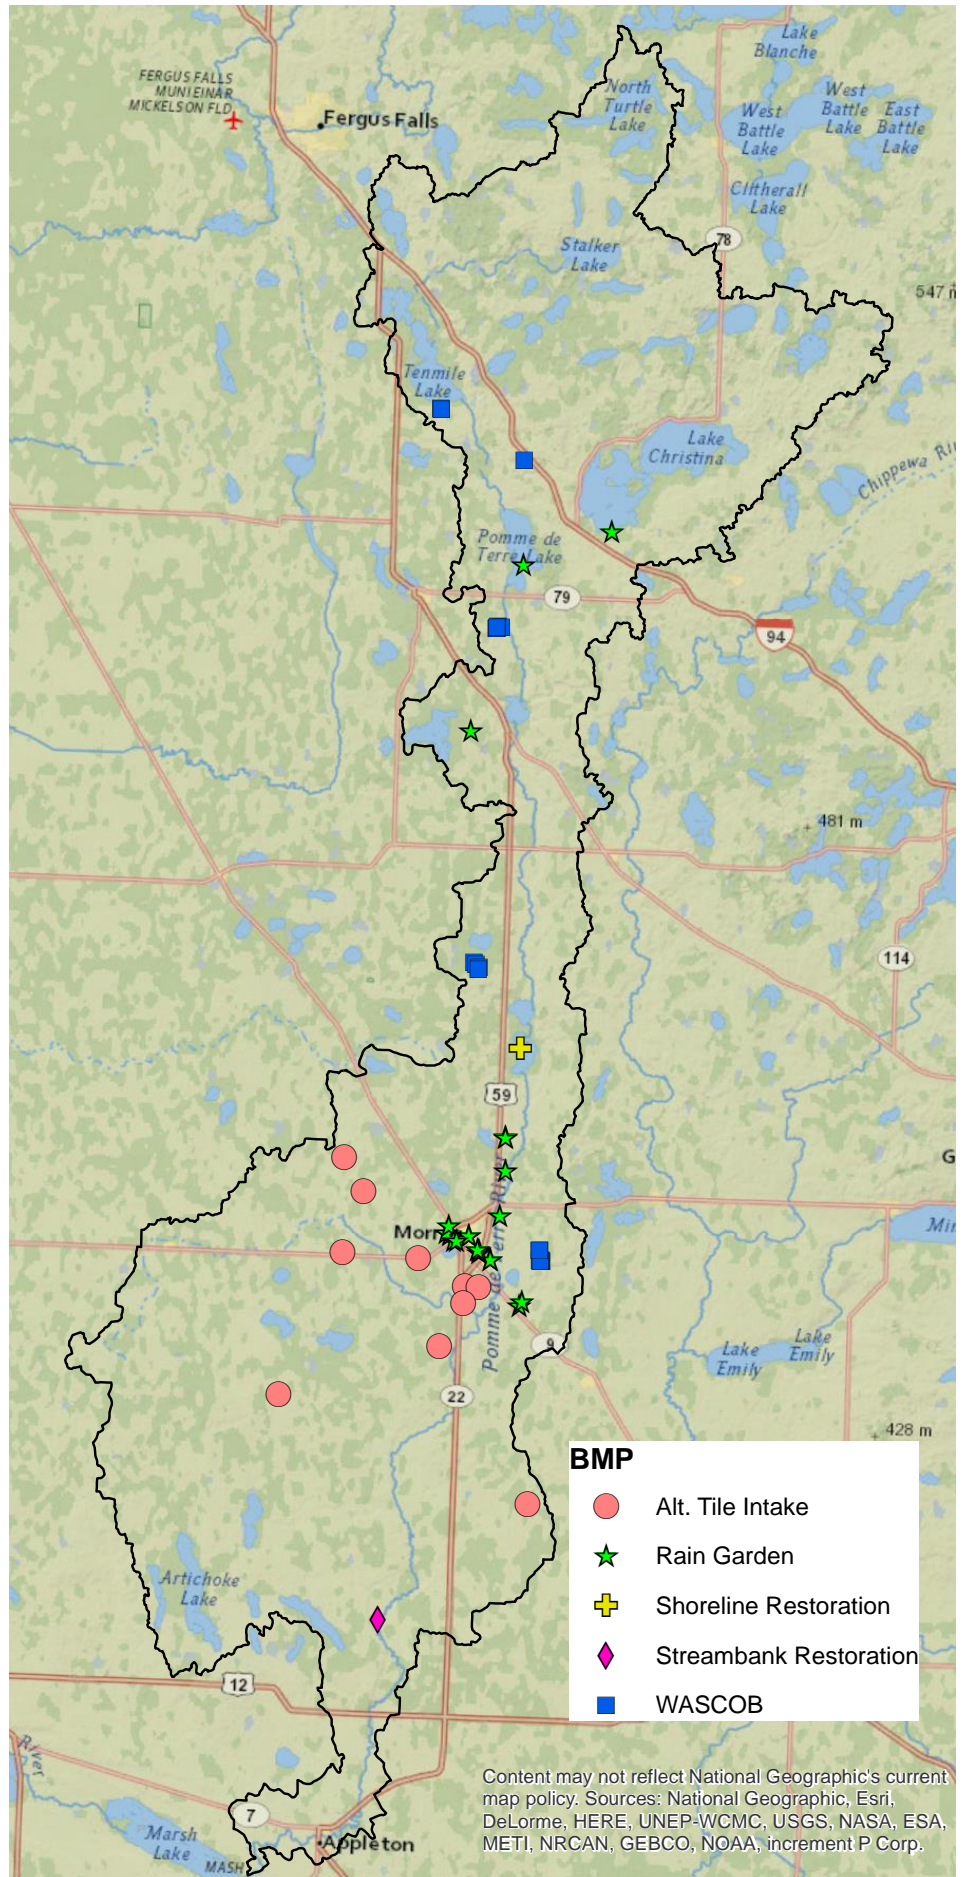 Lake
Blanche
FERGUS FALLS
MUNI EINAR
MICKELSON FLD
Fergus Falls
North
Turtle
Lake
West
Battle
Lake
West
Battle
Lake
East
Battle
Lake
Clitherall
Lake
78
Stalker
Lake
547 m
Tenmile
Lake
Lake
Christina
Chippewa Riv
Pomme de
Terre Lake
79
94
481 m
114
59
G
Morris
Min
Pomme de Terre River
9
Lake
Emily
Lake
Emily
22
428 m
BMP
Alt. Tile Intake
Rain Garden
Shoreline Restoration
Streambank Restoration
WASCOB
Artichoke
Lake
12
River
7
Marsh
Lake
MASH
Appleton
Content may not reflect National Geographic's current
map policy. Sources: National Geographic, Esri,
DeLorme, HERE, UNEP-WCMC, USGS, NASA, ESA,
METI, NRCAN, GEBCO, NOAA, increment P Corp.